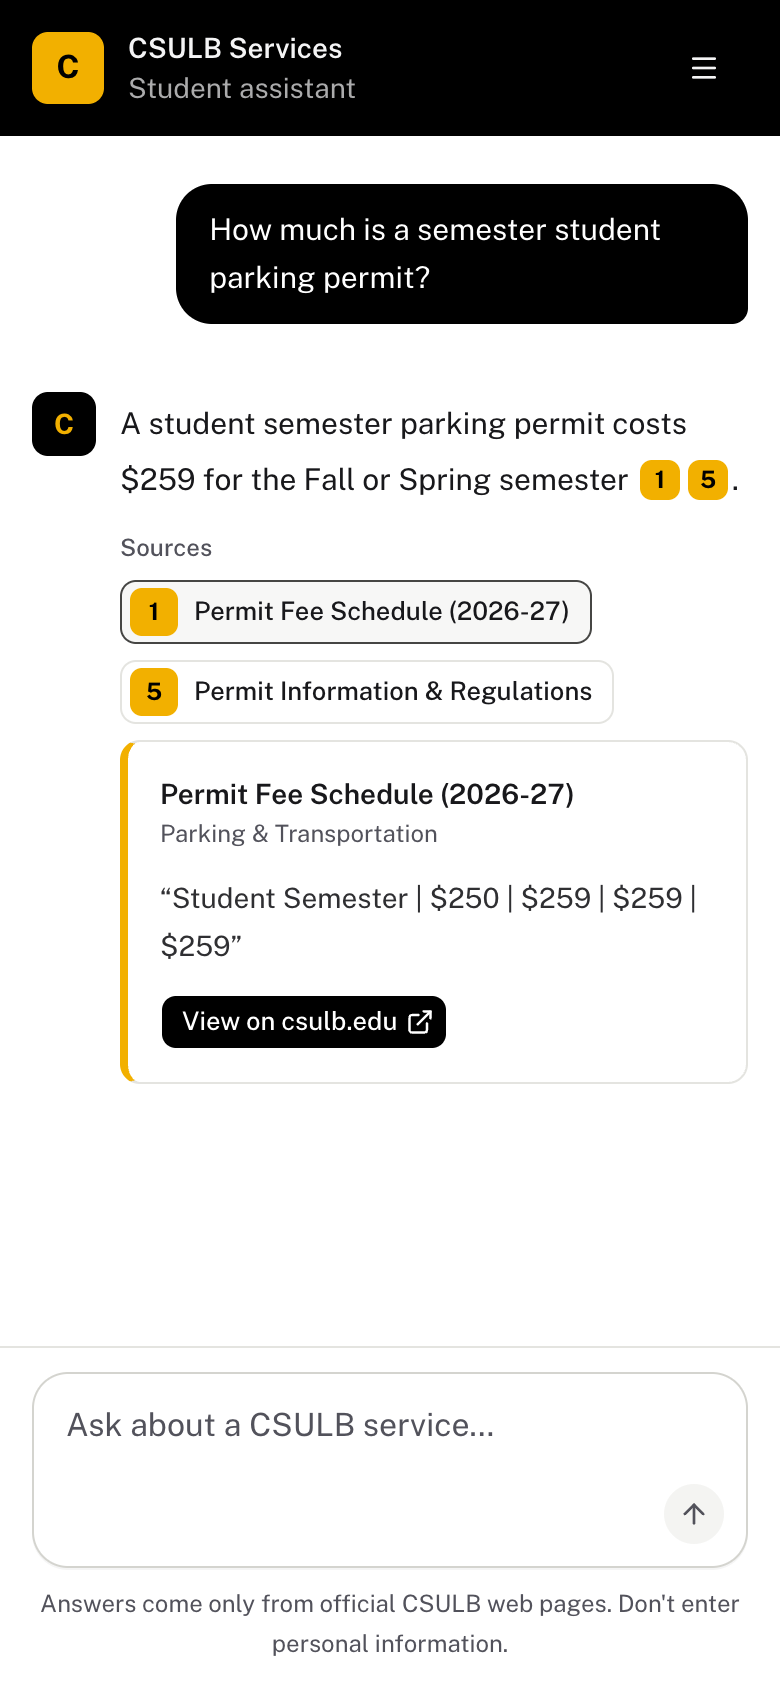 C
CSULB Services
Student assistant
How much is a semester student
parking permit?
C
A student semester parking permit costs
$259 for the Fall or Spring semester 1 5 .
Sources
1 Permit Fee Schedule (2026-27)
5 Permit Information & Regulations
Permit Fee Schedule (2026-27)
Parking & Transportation
“Student Semester | $250 | $259 | $259 |
$259”
View on csulb.edu
Ask about a CSULB service...
Answers come only from official CSULB web pages. Don't enter
personal information.